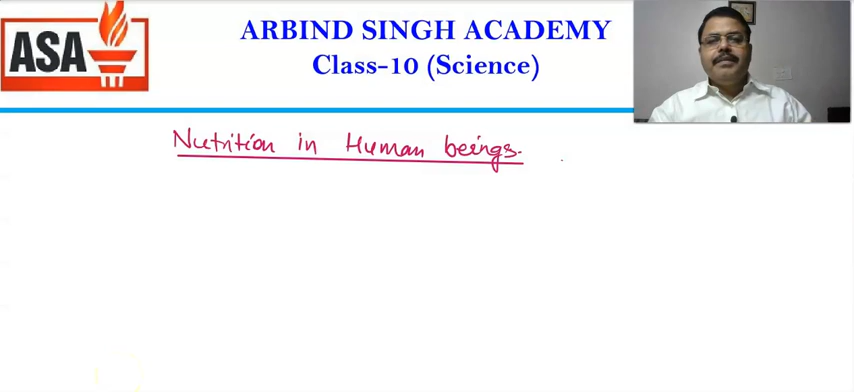 ASA
ARBIND SINGH ACADEMY
Class-10 (Science)
Nutrition in Human beings.